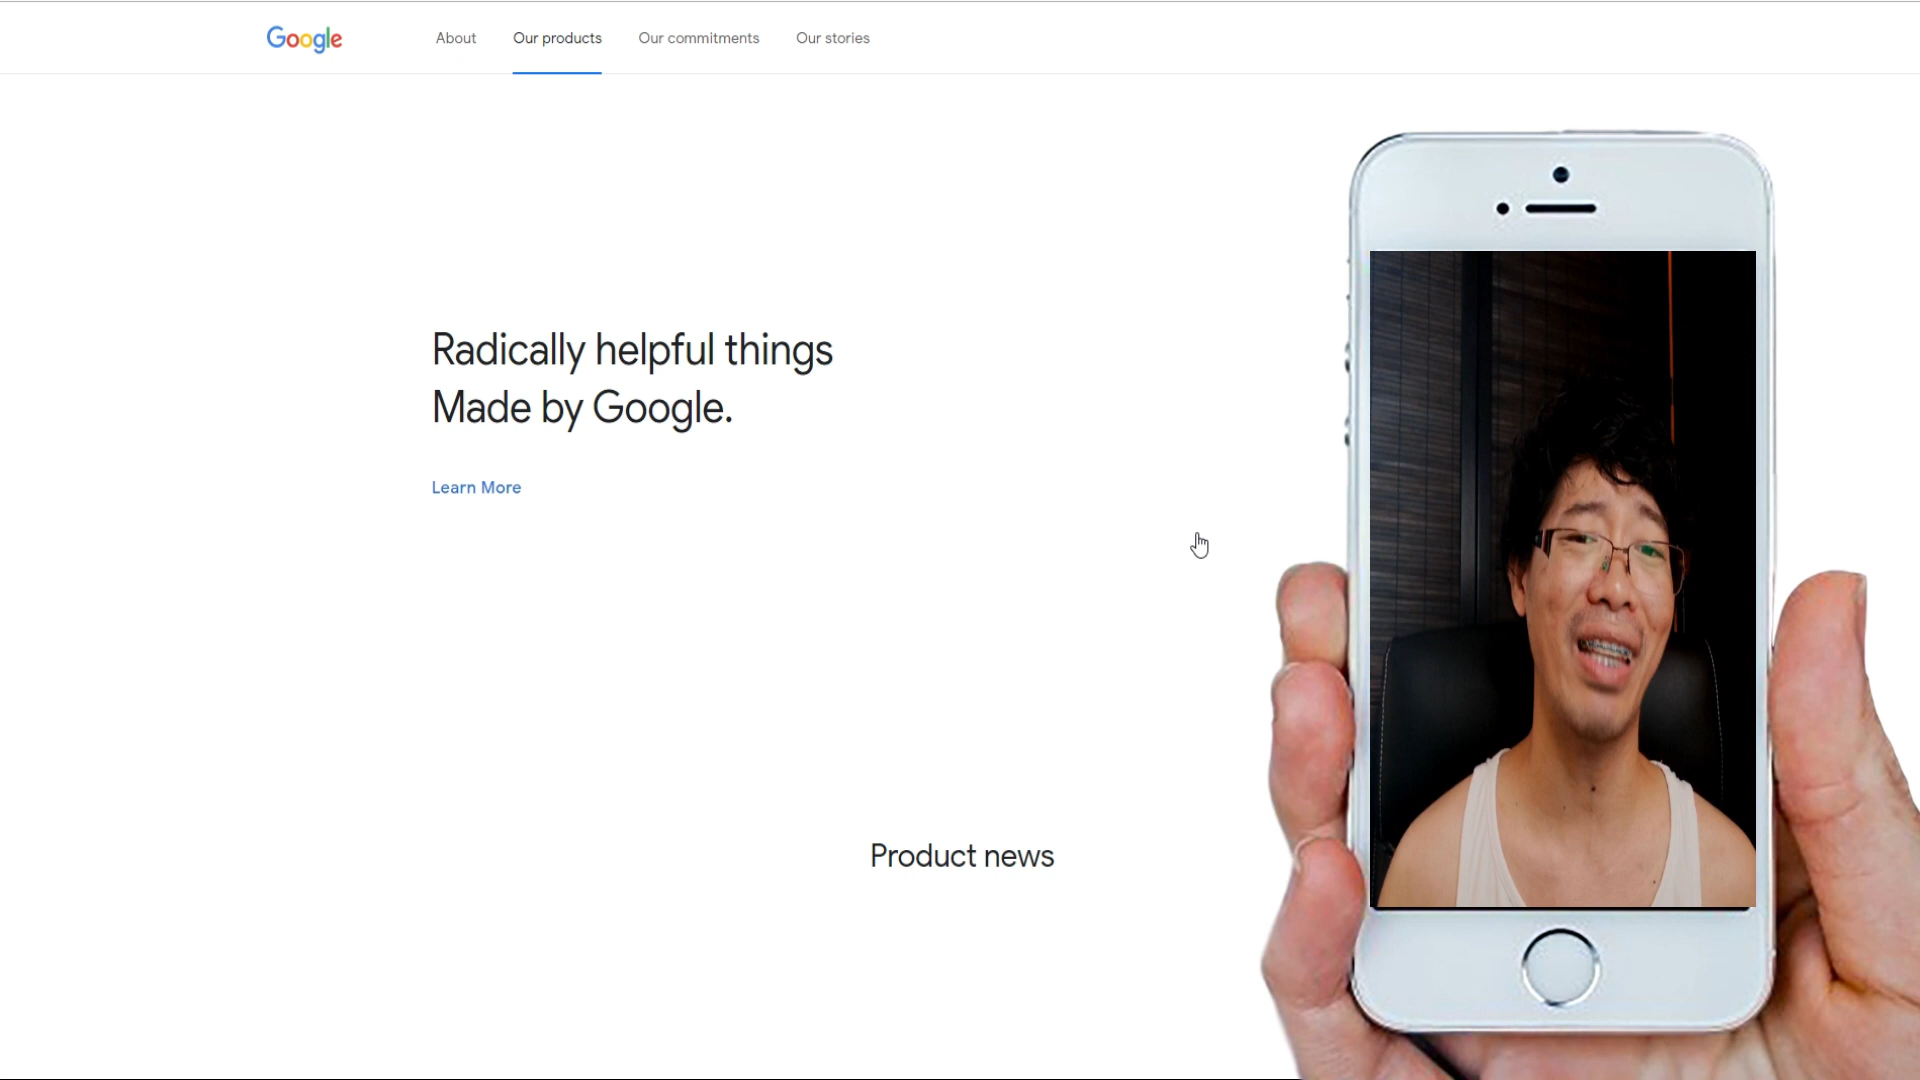 Google
About
Our products
Our commitments
Our stories
Radically helpful things
Made by Google.
Learn More
Product news